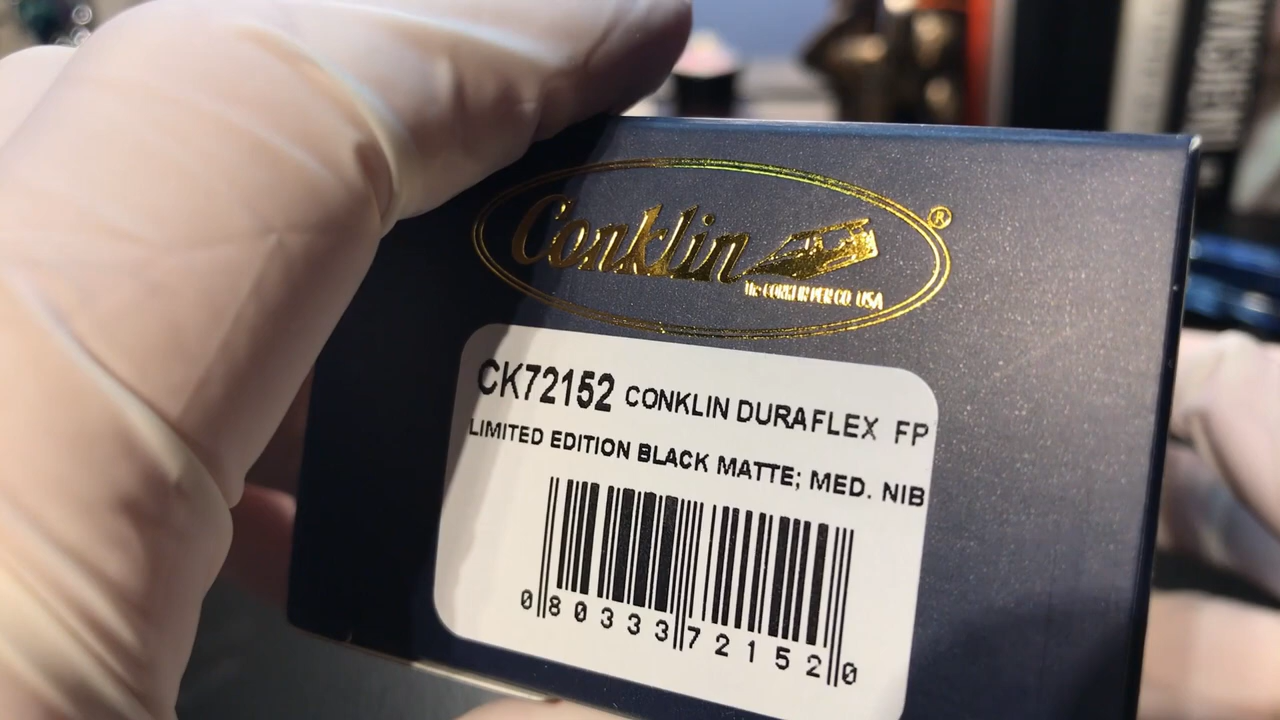 Conklin
®
The CONKLIN PEN CO. USA
CK72152 CONKLIN DURAFLEX FP
LIMITED EDITION BLACK MATTE; MED. NIB
0 80333 72152 0